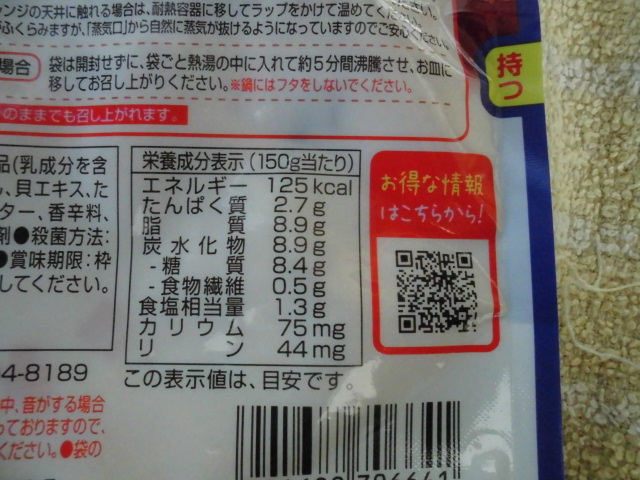 レンジの天井に触れる場合は、耐熱容器に移してラップをかけて温めてください。
ふくらみますが、「蒸気口」から自然に蒸気が抜けるようになっていますのでご安心ください。
場合
袋は開封せずに、袋ごと熱湯の中に入れて約5分間沸騰させ、お皿に
移してお召し上がりください。※鍋にはフタをしないでください。
のままでも召し上がれます。
持つ
品(乳成分を含
、貝エキス、た
ター、香辛料、
剤●殺菌方法:
●賞味期限:枠
してください。
4-8189
栄養成分表示(150g当たり)
エネルギー 125kcal
たんぱく質 2.7g
脂質 8.9g
炭水化物 8.9g
-糖質 8.4g
-食物繊維 0.5g
食塩相当量 1.3g
カリウム 75mg
リン 44mg
この表示値は、目安です。
お得な情報
はこちらから!
中、音がする場合
っておりますので、
ください。●袋の